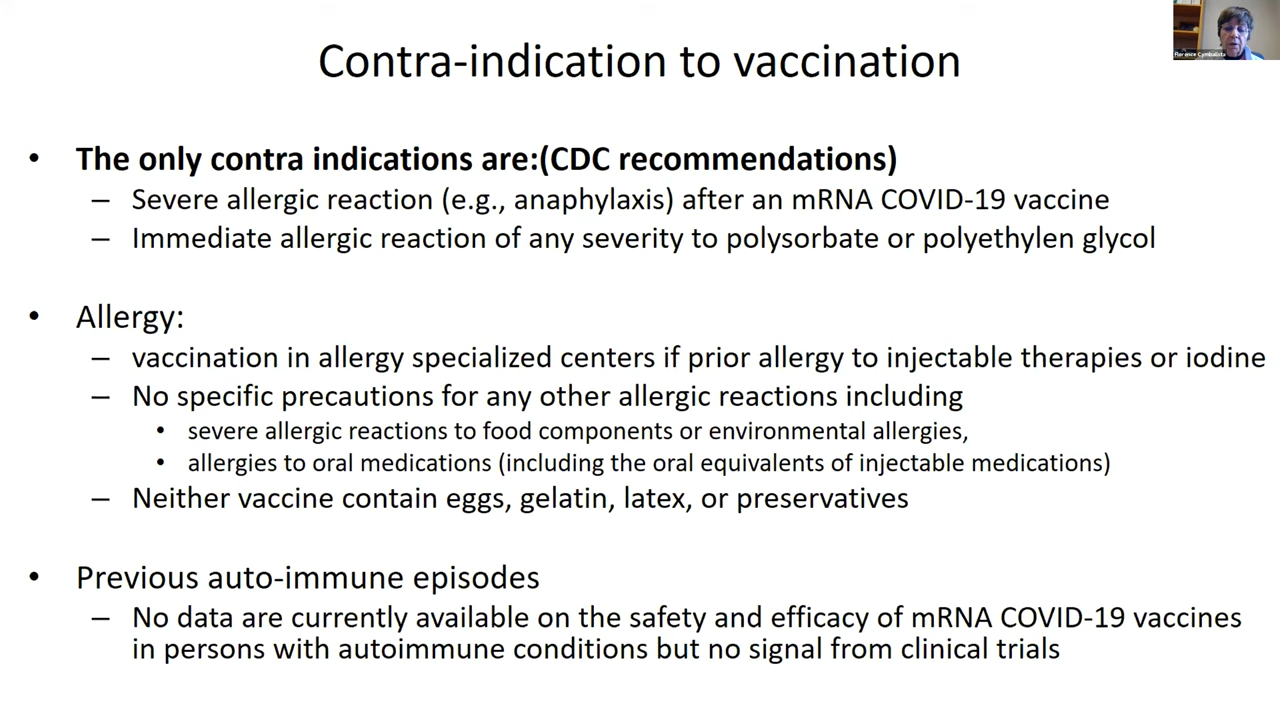 Contra-indication to vaccination
Florence Cymbalista
• The only contra indications are:(CDC recommendations)
– Severe allergic reaction (e.g., anaphylaxis) after an mRNA COVID-19 vaccine
– Immediate allergic reaction of any severity to polysorbate or polyethylen glycol
• Allergy:
– vaccination in allergy specialized centers if prior allergy to injectable therapies or iodine
– No specific precautions for any other allergic reactions including
• severe allergic reactions to food components or environmental allergies,
• allergies to oral medications (including the oral equivalents of injectable medications)
– Neither vaccine contain eggs, gelatin, latex, or preservatives
• Previous auto-immune episodes
– No data are currently available on the safety and efficacy of mRNA COVID-19 vaccines
in persons with autoimmune conditions but no signal from clinical trials